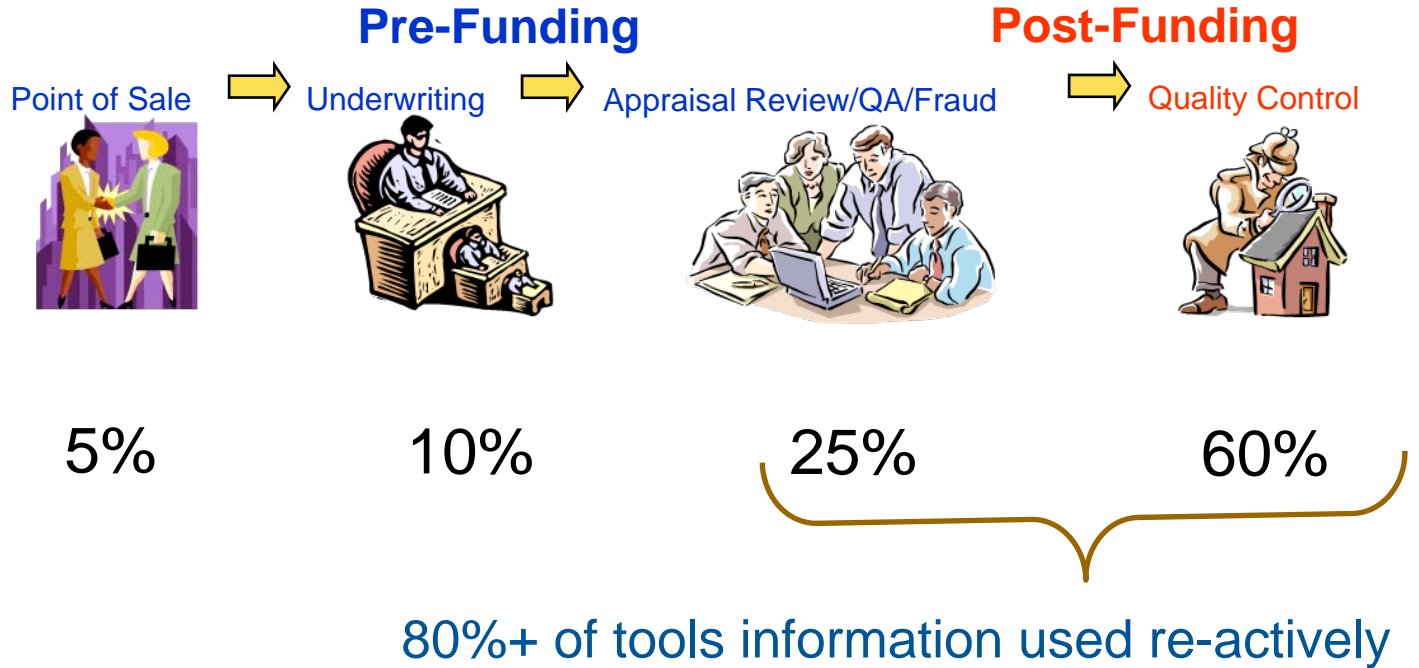 Pre-Funding
Post-Funding
Point of Sale
Underwriting
Appraisal Review/QA/Fraud
Quality Control
5%
10%
25%
60%
80%+ of tools information used re-actively